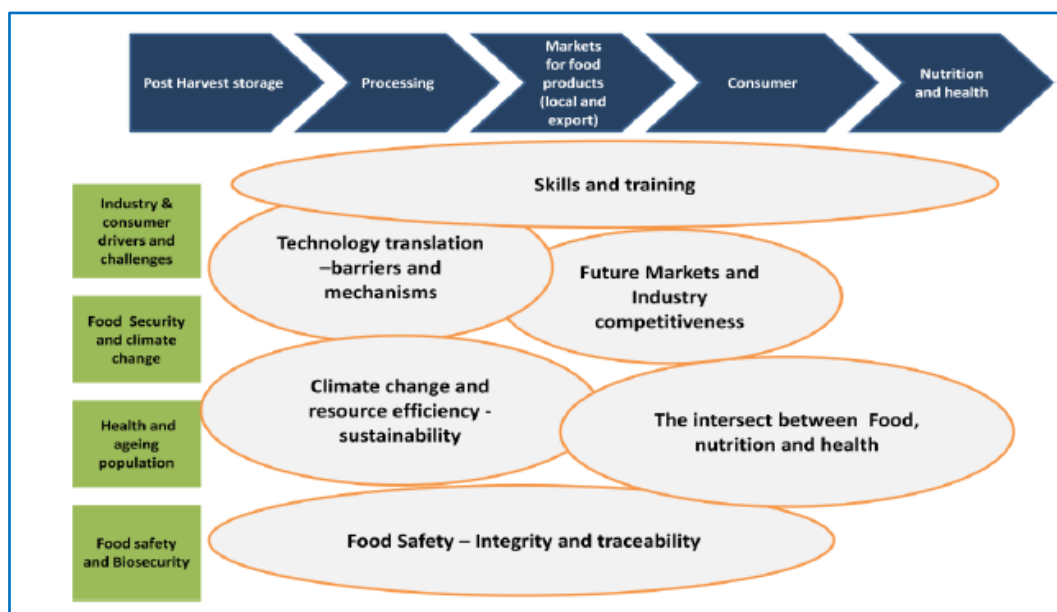 Post Harvest storage
Processing
Markets
for food
products
(local and
export)
Consumer
Nutrition
and health
Skills and training
Industry &
consumer
drivers and
challenges
Technology translation
–barriers and
mechanisms
Future Markets and
Industry
competitiveness
Food  Security
and climate
change
Climate change and
resource efficiency -
sustainability
Health and
ageing
population
The intersect between  Food,
nutrition and health
Food safety
and Biosecurity
Food Safety – Integrity and traceability